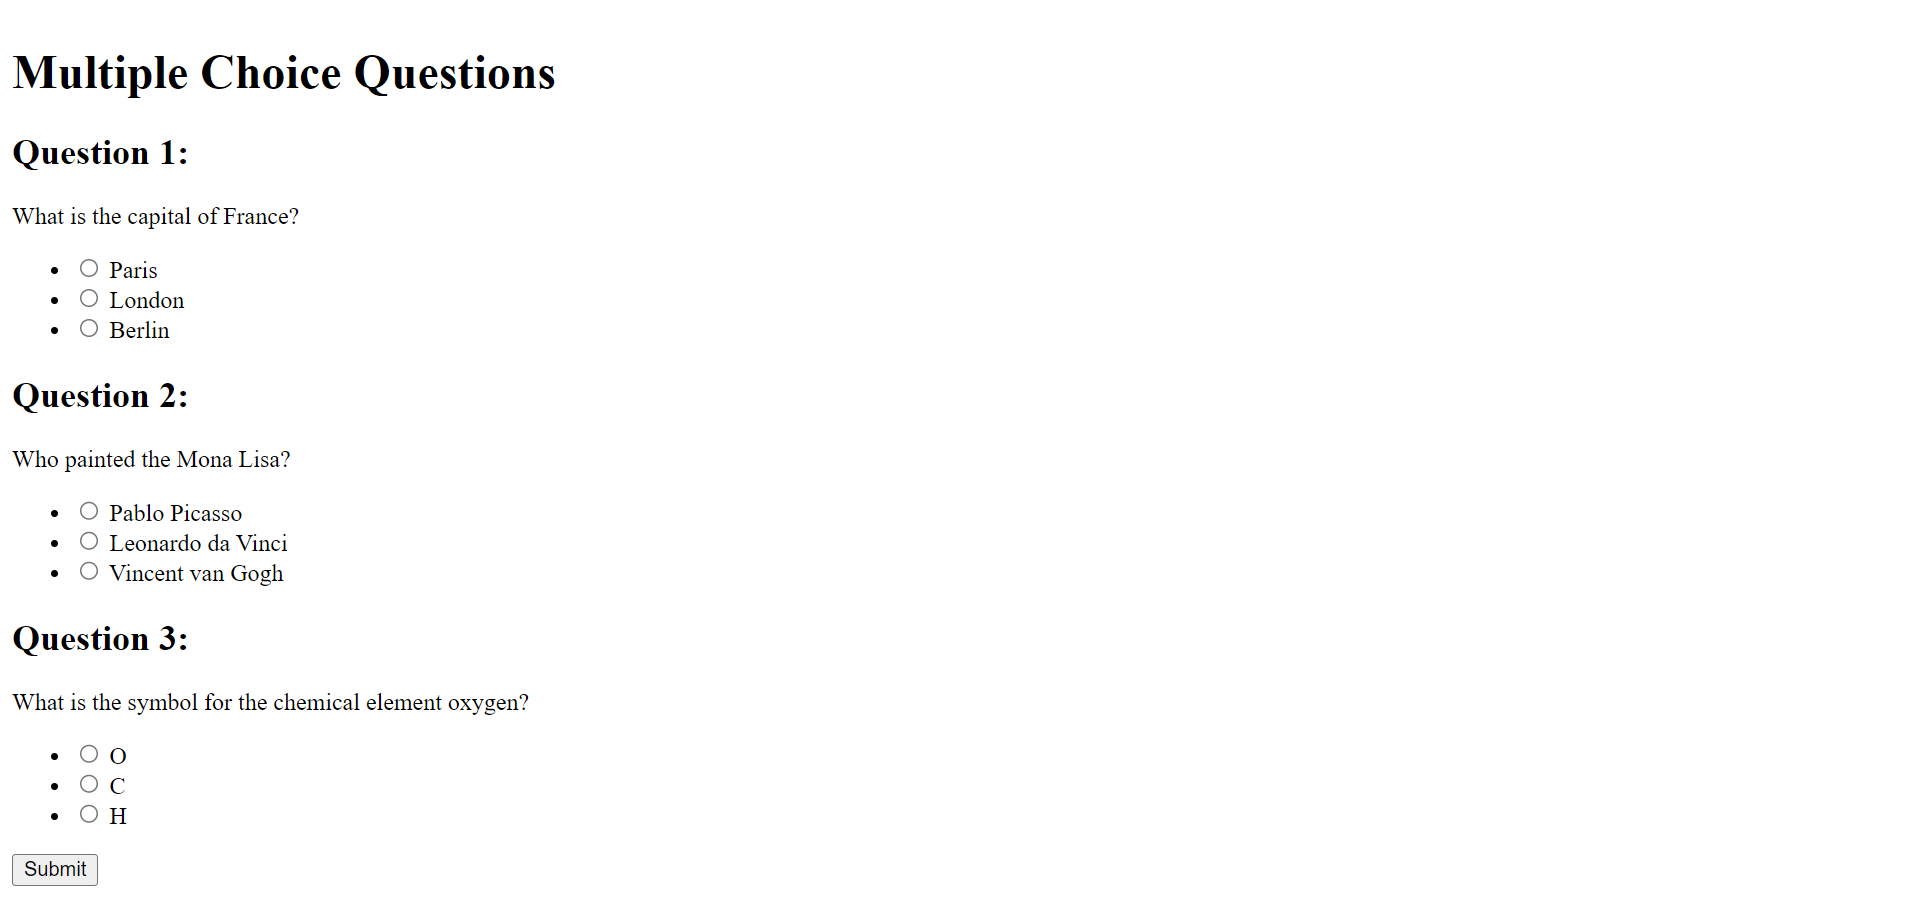 Multiple Choice Questions
Question 1:
What is the capital of France?
Paris
London
Berlin
Question 2:
Who painted the Mona Lisa?
Pablo Picasso
Leonardo da Vinci
Vincent van Gogh
Question 3:
What is the symbol for the chemical element oxygen?
O
C
H
Submit